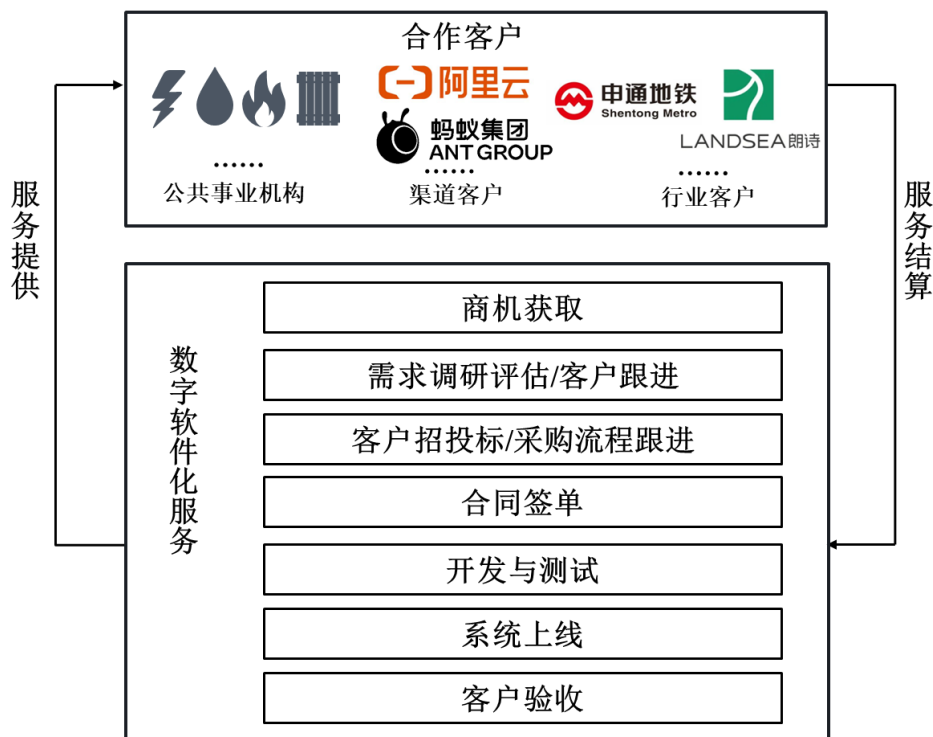 合作客户
阿里云
蚂蚁集团
ANT GROUP
申通地铁
Shentong Metro
LANDSEA朗诗
……
公共事业机构
……
渠道客户
……
行业客户
服务提供
服务结算
数字软件化服务
商机获取
需求调研评估/客户跟进
客户招投标/采购流程跟进
合同签单
开发与测试
系统上线
客户验收